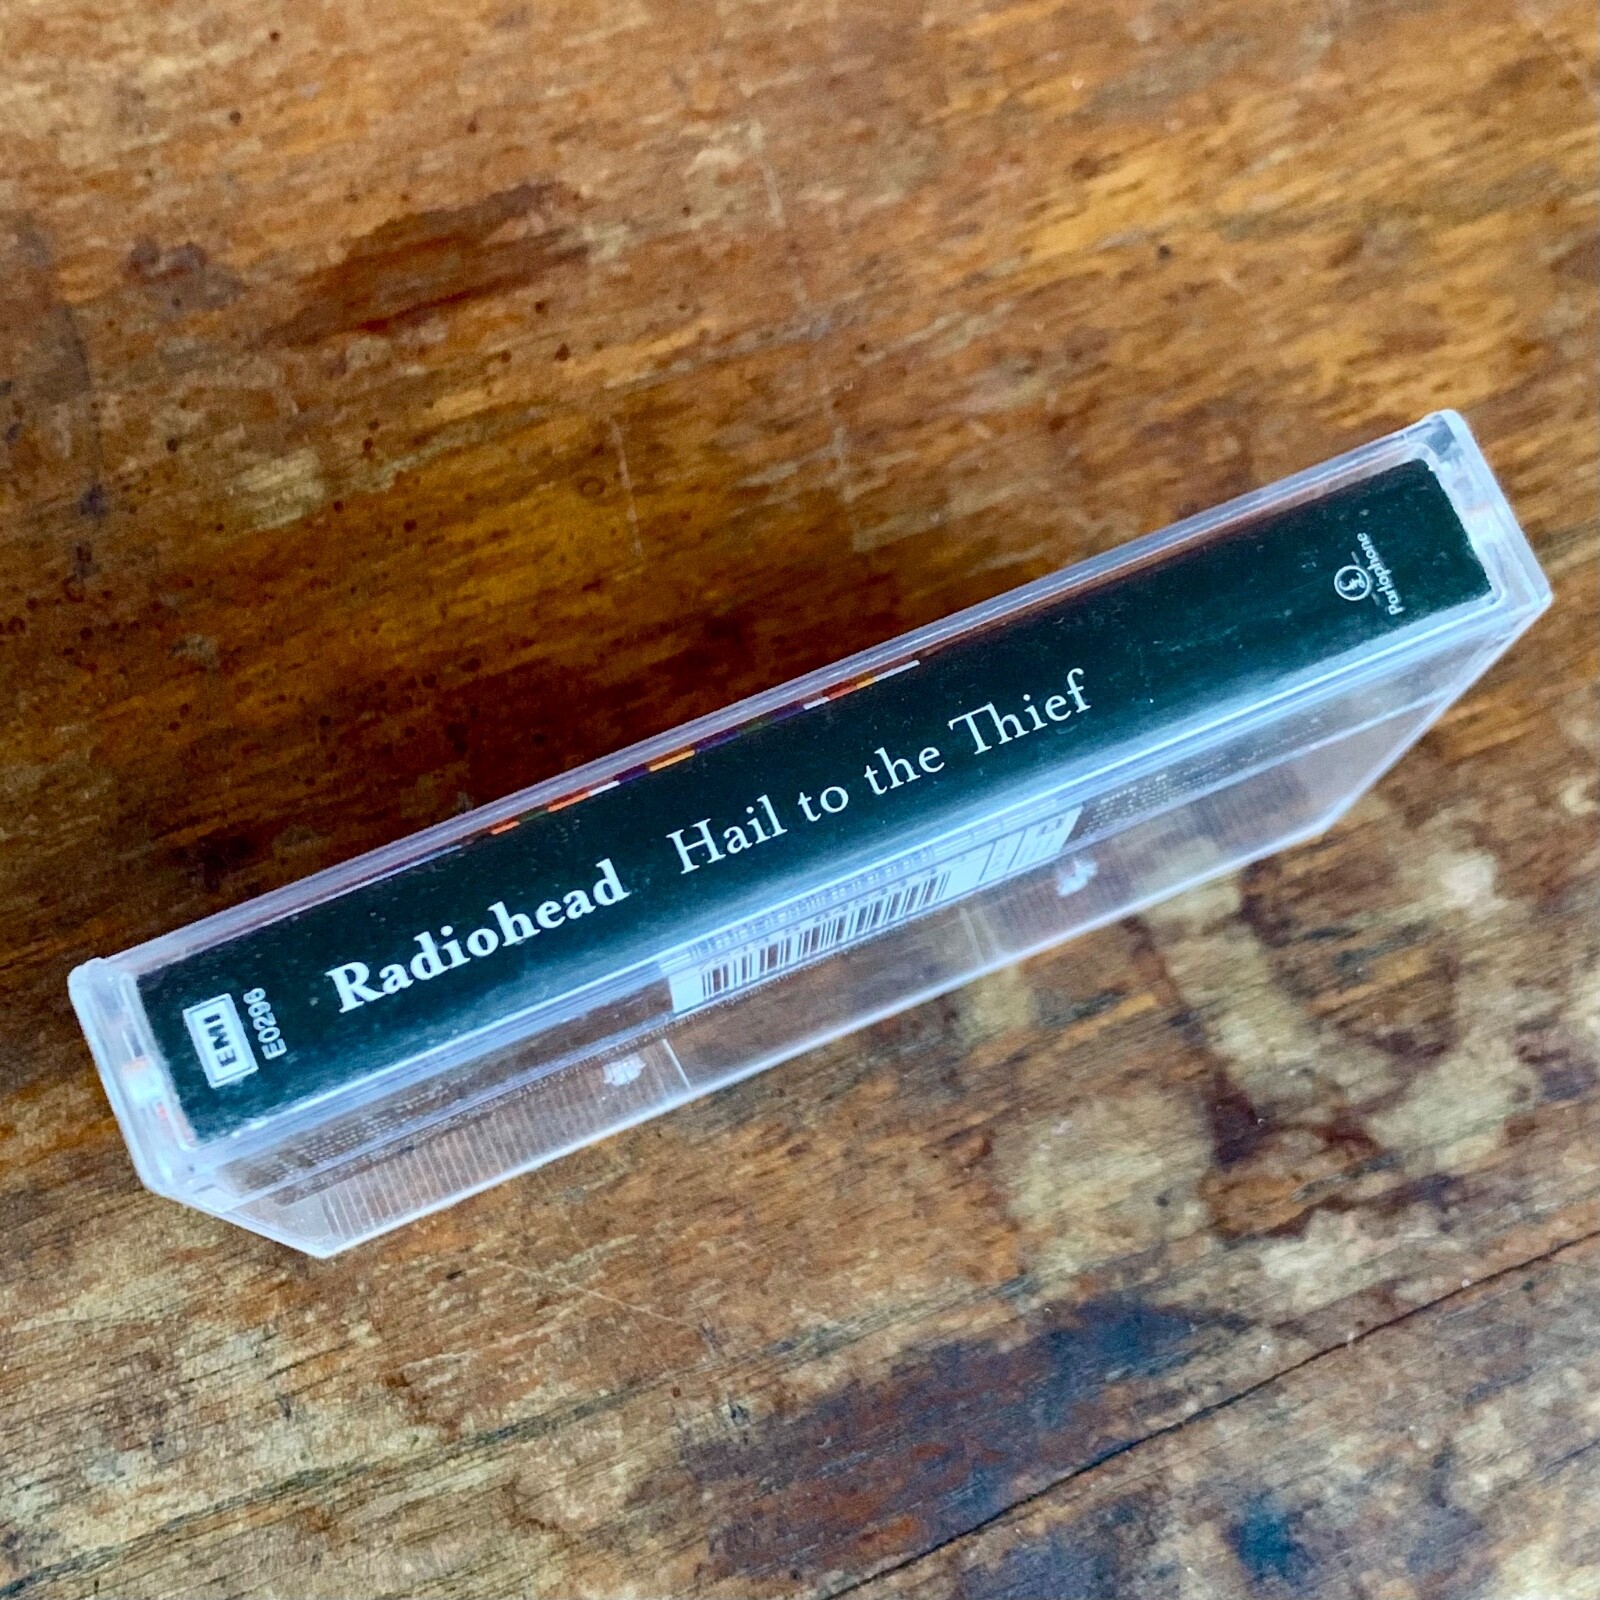 EMI
E0296
Radiohead Hail to the Thief
Parlophone